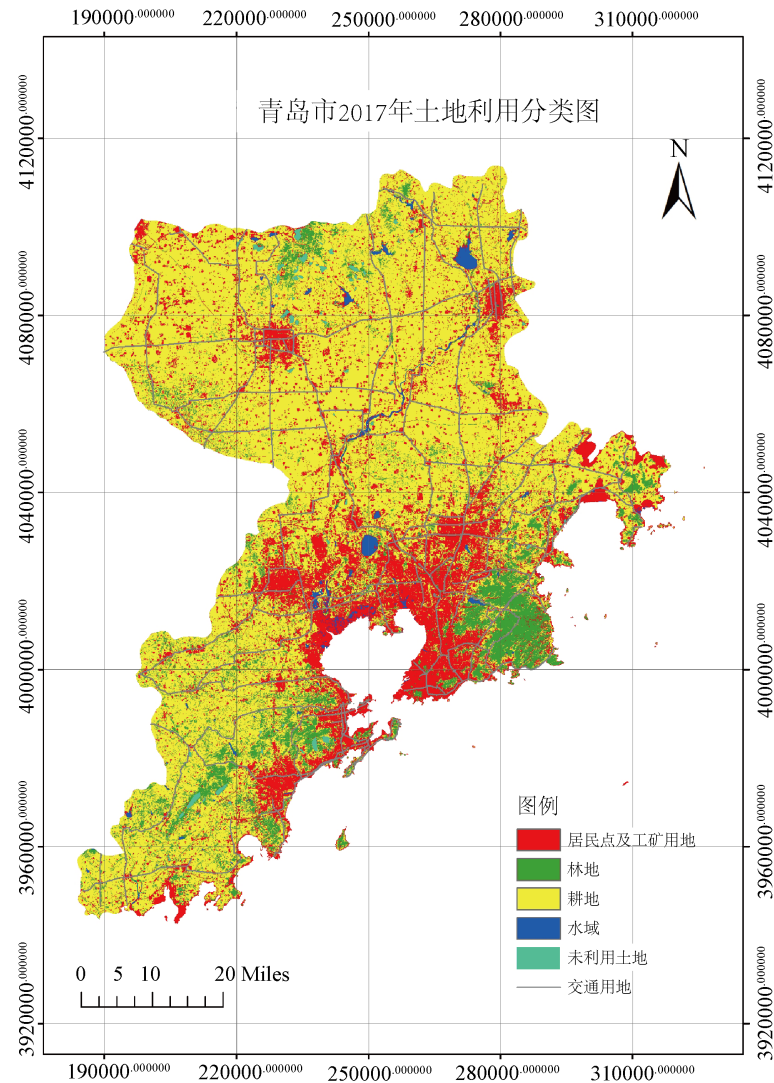 190000.000000 220000.000000 250000.000000 280000.000000 310000.000000
青岛市2017年土地利用分类图
N
4120000.000000 4120000.000000
4080000.000000 4080000.000000
4040000.000000 4040000.000000
4000000.000000 4000000.000000
3960000.000000 3960000.000000
3920000.000000 3920000.000000
图例
居民点及工矿用地
林地
耕地
水域
未利用土地
交通用地
0 5 10 20 Miles
190000.000000 220000.000000 250000.000000 280000.000000 310000.000000